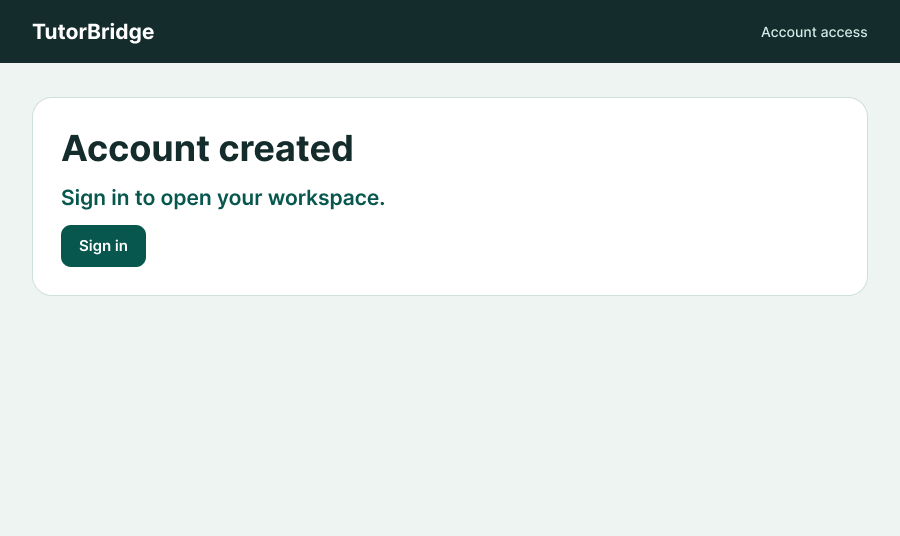 TutorBridge
Account access
Account created
Sign in to open your workspace.
Sign in